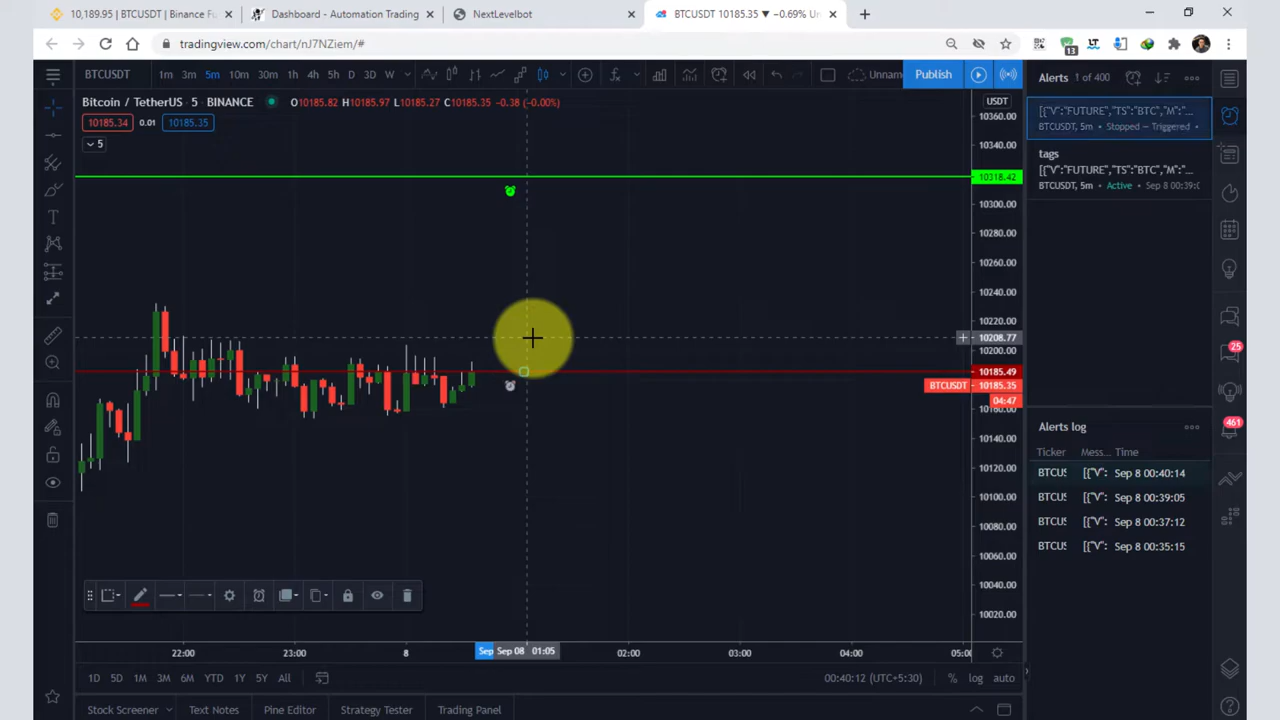 10,189.95 | BTCUSDT | Binance Fu
Dashboard - Automation Trading
NextLevelbot
BTCUSDT 10185.35 ▼ −0.69% Un
tradingview.com/chart/nJ7NZiem/#
13
BTCUSDT
1m 3m 5m 10m 30m 1h 4h 5h D 3D W
Unnam
Publish
Alerts 1 of 400
Bitcoin / TetherUS · 5 · BINANCE
O10185.82 H10185.97 L10185.27 C10185.35 −0.38 (−0.00%)
USDT
10185.34 0.01 10185.35
5
[{"V":"FUTURE","TS":"BTC","M":"-...
BTCUSDT, 5m • Stopped — Triggered •
tags
[{"V":"FUTURE","TS":"BTC","M":"-...
BTCUSDT, 5m • Active Sep 8 00:39:0
10360.00
10340.00
10318.42
10300.00
10280.00
10260.00
10240.00
10220.00
10208.77
10200.00
10185.49
BTCUSDT 10185.35
04:47
10160.00
10140.00
10120.00
10100.00
10080.00
10060.00
10040.00
10020.00
25
461
Alerts log
Ticker Mess... Time
BTCUS [{"V": Sep 8 00:40:14
BTCUS [{"V": Sep 8 00:39:05
BTCUS [{"V": Sep 8 00:37:12
BTCUS [{"V": Sep 8 00:35:15
22:00 23:00 8 Sep Sep 08 01:05 02:00 03:00 04:00 05:00
1D 5D 1M 3M 6M YTD 1Y 5Y All
00:40:12 (UTC+5:30) % log auto
Stock Screener Text Notes Pine Editor Strategy Tester Trading Panel